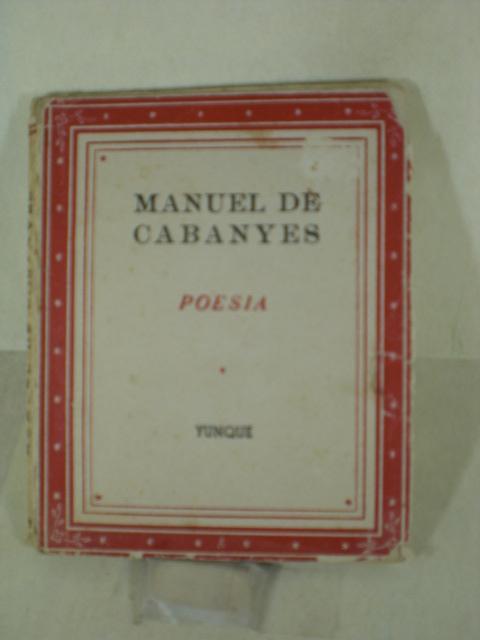 MANUEL DE
CABANYES
POESIA
YUNQUE